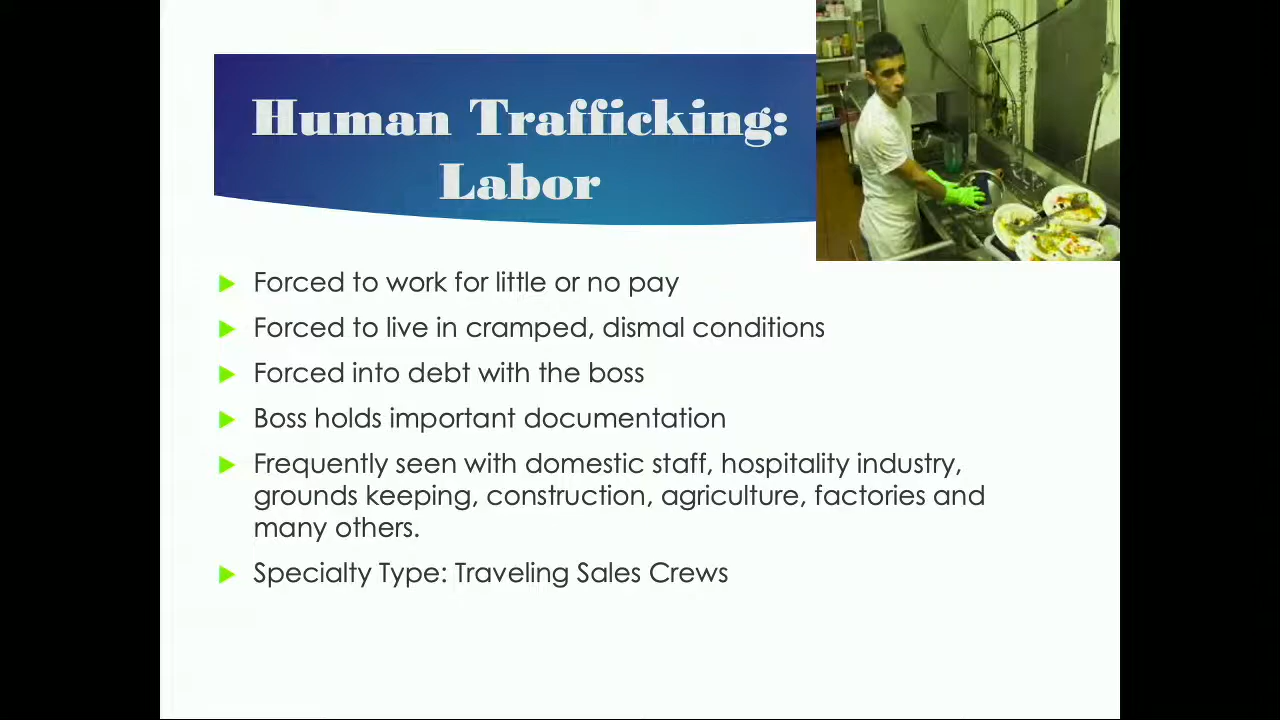 Human Trafficking:
Labor
Forced to work for little or no pay
Forced to live in cramped, dismal conditions
Forced into debt with the boss
Boss holds important documentation
Frequently seen with domestic staff, hospitality industry,
grounds keeping, construction, agriculture, factories and
many others.
Specialty Type: Traveling Sales Crews